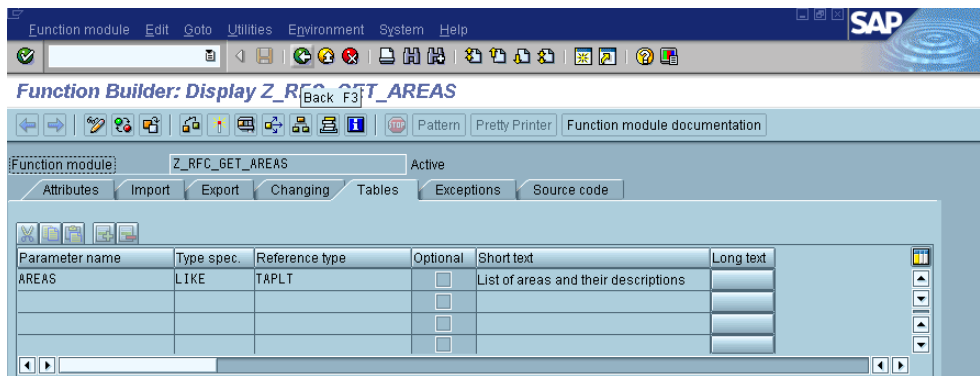 Function module Edit Goto Utilities Environment System Help
SAP
Function Builder: Display Z_RFC_GET_AREAS
Back F3
STOP Pattern Pretty Printer Function module documentation
Function module Z_RFC_GET_AREAS Active
Attributes Import Export Changing Tables Exceptions Source code
Parameter name Type spec. Reference type Optional Short text Long text
AREAS LIKE TAPLT List of areas and their descriptions